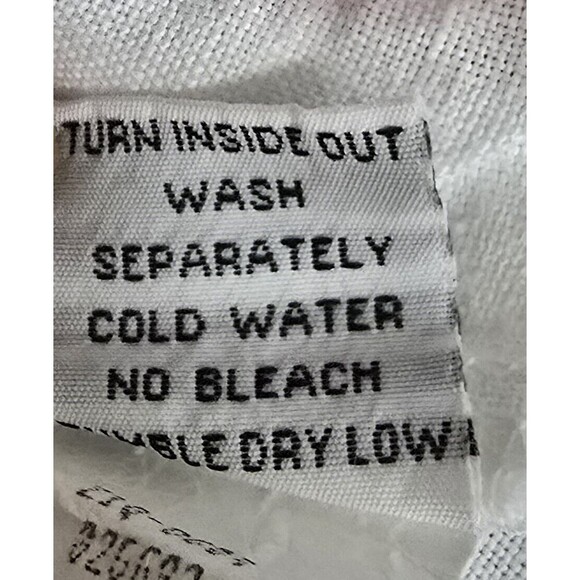 TURN INSIDE OUT
WASH
SEPARATELY
COLD WATER
NO BLEACH
TUMBLE DRY LOW